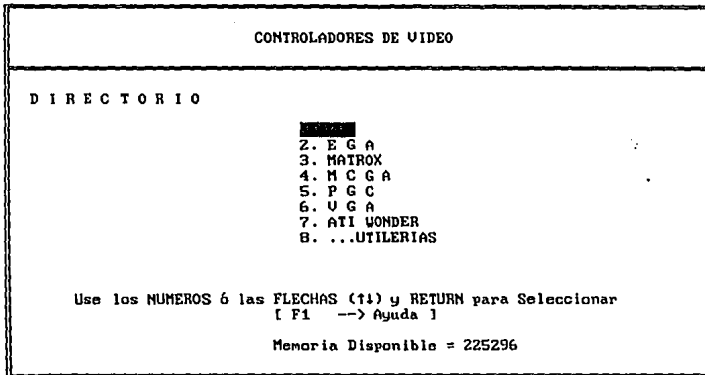 CONTROLADORES DE VIDEO
D I R E C T O R I O
2. E G A
3. MATROX
4. M C G A
5. P G C
6. V G A
7. ATI WONDER
8. ...UTILERIAS
Use los NUMEROS ó las FLECHAS (↑↓) y RETURN para Seleccionar
[ F1 --> Ayuda ]
Memoria Disponible = 225296